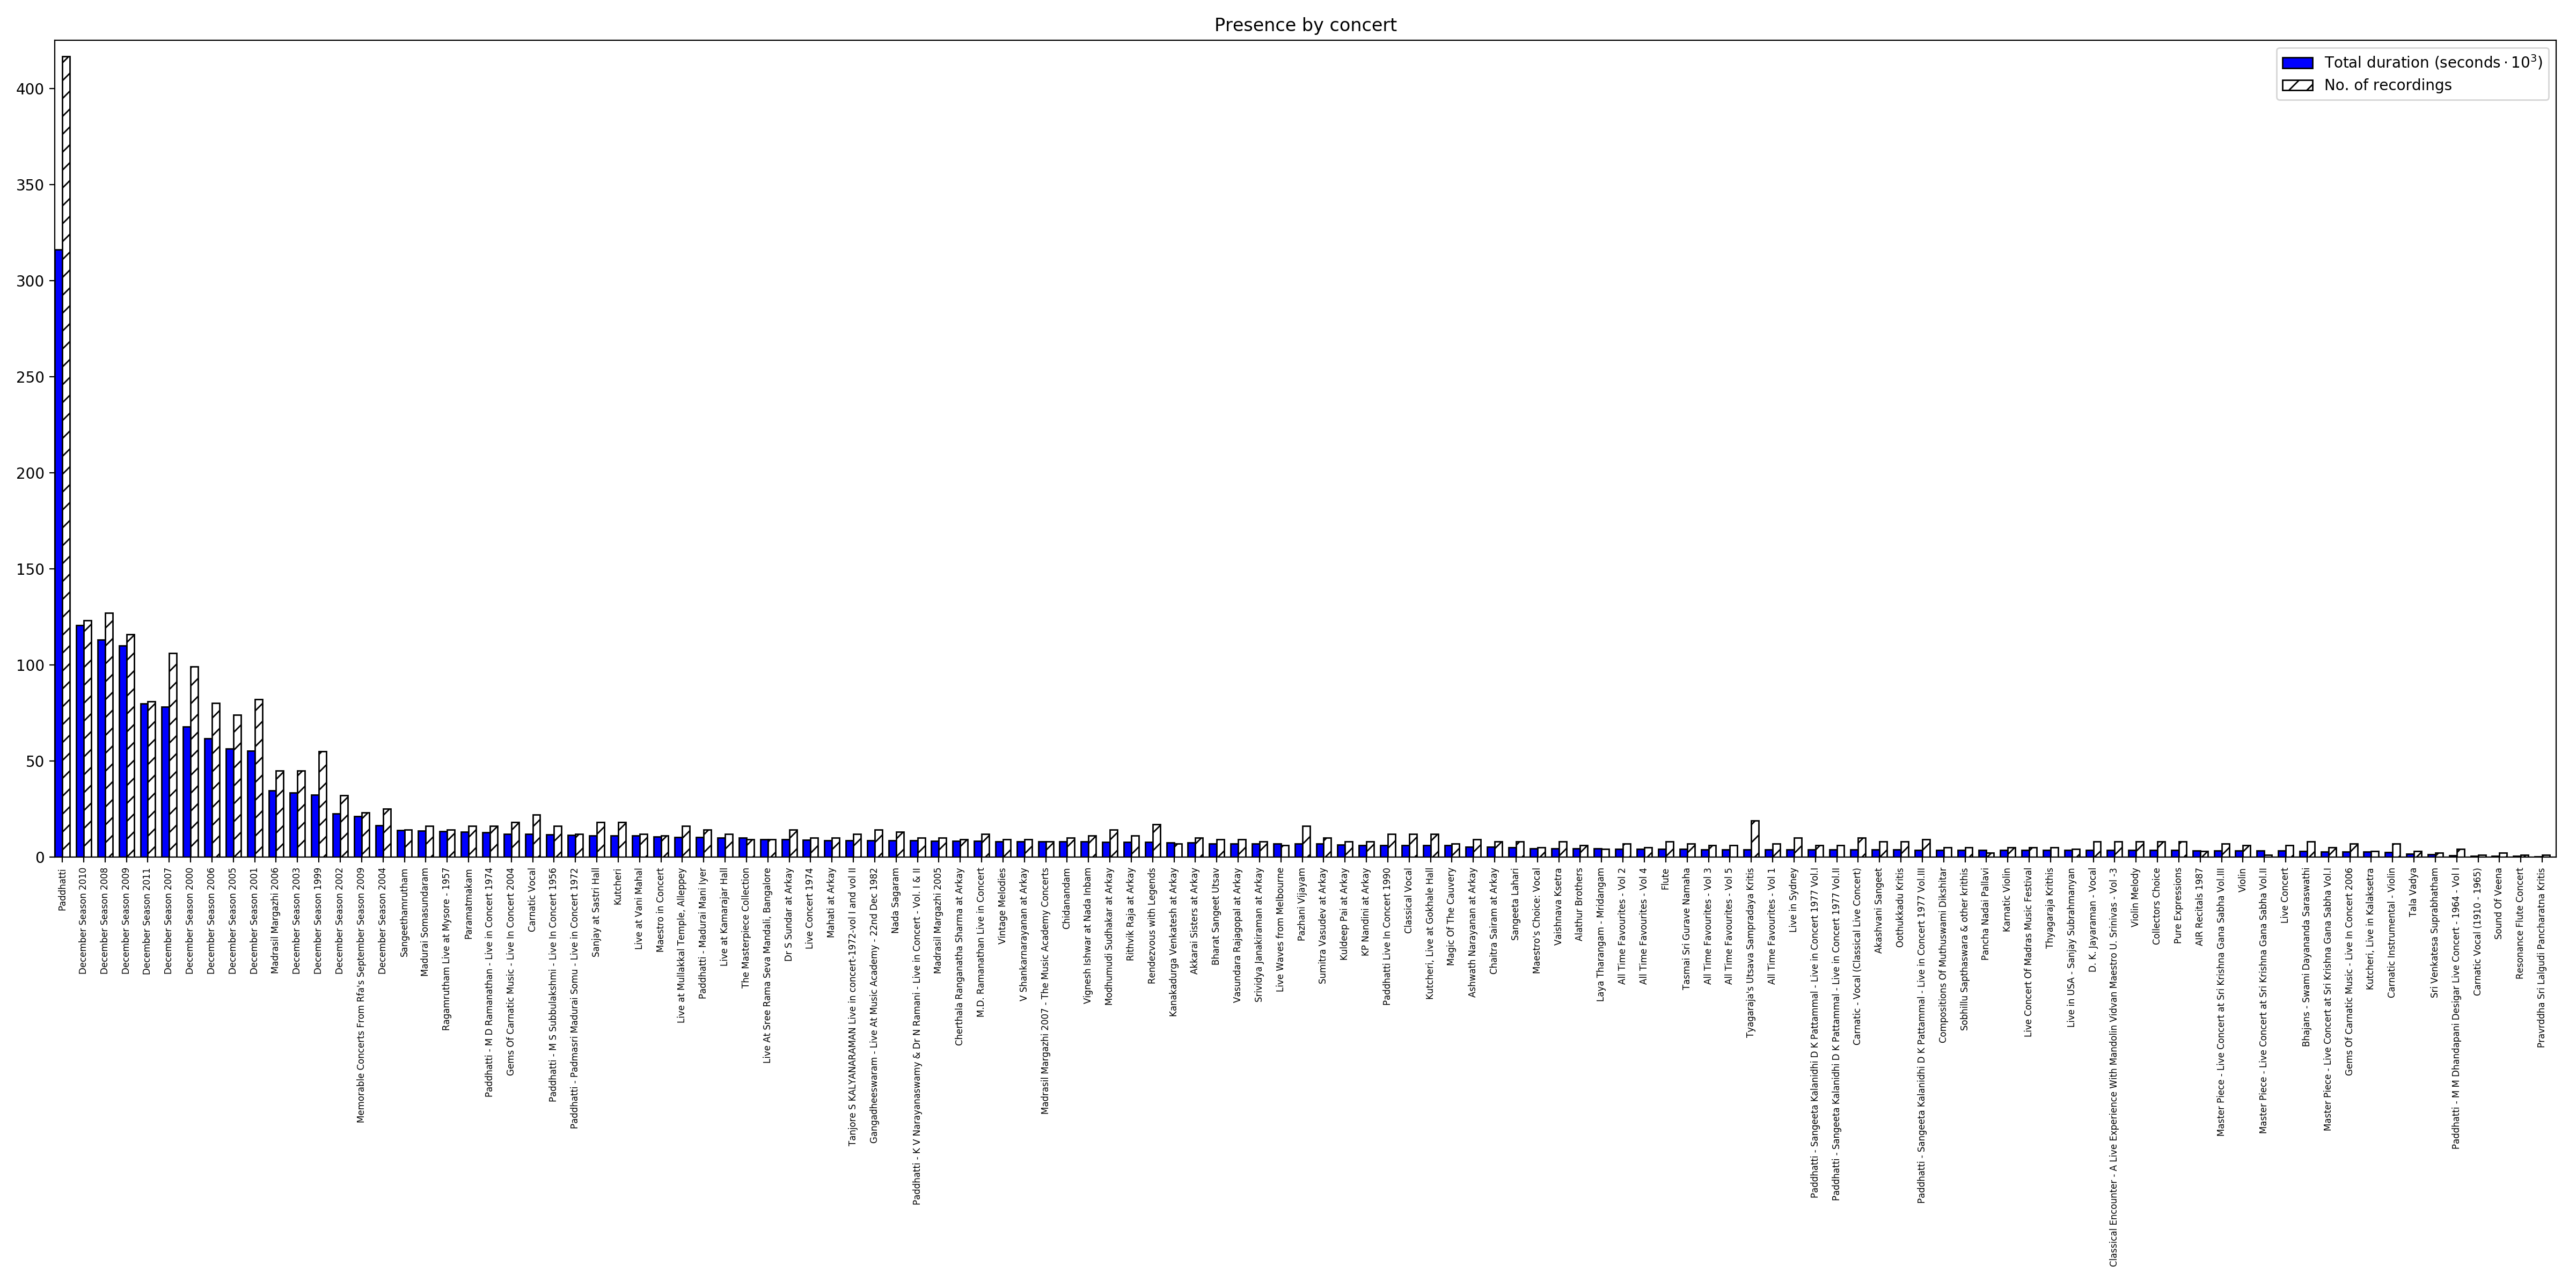 Presence by concert
Total duration (seconds · 10³)
No. of recordings
400
350
300
250
200
150
100
50
0
Paddhatti
December Season 2010
December Season 2008
December Season 2009
December Season 2011
December Season 2007
December Season 2000
December Season 2006
December Season 2005
December Season 2001
Madrasil Margazhi 2006
December Season 2003
December Season 1999
December Season 2002
Memorable Concerts From Rfa's September Season 2009
December Season 2004
Sangeethamrutham
Madurai Somasundaram
Ragamrutham Live at Mysore - 1957
Paramatmakam
Paddhatti - M D Ramanathan - Live in Concert 1974
Gems Of Carnatic Music - Live In Concert 2004
Carnatic Vocal
Paddhatti - M S Subbulakshmi - Live In Concert 1956
Paddhatti - Padmasri Madurai Somu - Live in Concert 1972
Sanjay at Sastri Hall
Kutcheri
Live at Vani Mahal
Maestro in Concert
Live at Mullakkal Temple, Alleppey
Paddhatti - Madurai Mani Iyer
Live at Kamarajar Hall
The Masterpiece Collection
Live At Sree Rama Seva Mandali, Bangalore
Dr S Sundar at Arkay
Live Concert 1974
Mahati at Arkay
Tanjore S KALYANARAMAN Live in concert-1972-vol I and vol II
Gangadheeswaram - Live At Music Academy - 22nd Dec 1982
Nada Sagaram
Paddhatti - K V Narayanaswamy & Dr N Ramani - Live in Concert - Vol. I & II
Madrasil Margazhi 2005
Cherthala Ranganatha Sharma at Arkay
M.D. Ramanathan Live in Concert
Vintage Melodies
V Shankarnarayanan at Arkay
Madrasil Margazhi 2007 - The Music Academy Concerts
Chidanandam
Vignesh Ishwar at Nada Inbam
Modhumudi Sudhakar at Arkay
Rithvik Raja at Arkay
Rendezvous with Legends
Kanakadurga Venkatesh at Arkay
Akkarai Sisters at Arkay
Bharat Sangeet Utsav
Vasundara Rajagopal at Arkay
Srividya Janakiraman at Arkay
Live Waves from Melbourne
Pazhani Vijayam
Sumitra Vasudev at Arkay
Kuldeep Pai at Arkay
KP Nandini at Arkay
Paddhatti Live In Concert 1990
Classical Vocal
Kutcheri, Live at Gokhale Hall
Magic Of The Cauvery
Ashwath Narayanan at Arkay
Chaitra Sairam at Arkay
Sangeeta Lahari
Maestro's Choice: Vocal
Vaishnava Ksetra
Alathur Brothers
Laya Tharangam - Mridangam
All Time Favourites - Vol 2
All Time Favourites - Vol 4
Flute
Tasmai Sri Gurave Namaha
All Time Favourites - Vol 3
All Time Favourites - Vol 5
Tyagaraja's Utsava Sampradaya Kritis
All Time Favourites - Vol 1
Live in Sydney
Paddhatti - Sangeeta Kalanidhi D K Pattammal - Live in Concert 1977 Vol.I
Paddhatti - Sangeeta Kalanidhi D K Pattammal - Live in Concert 1977 Vol.II
Carnatic - Vocal (Classical Live Concert)
Akashvani Sangeet
Oothukkadu Kritis
Paddhatti - Sangeeta Kalanidhi D K Pattammal - Live in Concert 1977 Vol.III
Compositions Of Muthuswami Dikshitar
Sobhillu Sapthaswara & other krithis
Pancha Nadai Pallavi
Karnatic Violin
Live Concert Of Madras Music Festival
Thyagaraja Krithis
Live in USA - Sanjay Subrahmanyan
D. K. Jayaraman - Vocal
Classical Encounter - A Live Experience With Mandolin Vidvan Maestro U. Srinivas - Vol -3
Violin Melody
Collectors Choice
Pure Expressions
AIR Recitals 1987
Master Piece - Live Concert at Sri Krishna Gana Sabha Vol.III
Violin
Master Piece - Live Concert at Sri Krishna Gana Sabha Vol.II
Live Concert
Bhajans - Swami Dayananda Saraswathi
Master Piece - Live Concert at Sri Krishna Gana Sabha Vol.I
Gems Of Carnatic Music - Live In Concert 2006
Kutcheri, Live in Kalaksetra
Carnatic Instrumental - Violin
Tala Vadya
Sri Venkatesa Suprabhatham
Paddhatti - M M Dhandapani Desigar Live Concert - 1964 - Vol I
Carnatic Vocal (1910 - 1965)
Sound Of Veena
Resonance Flute Concert
Pravrddha Sri Lalgudi Pancharatna Kritis